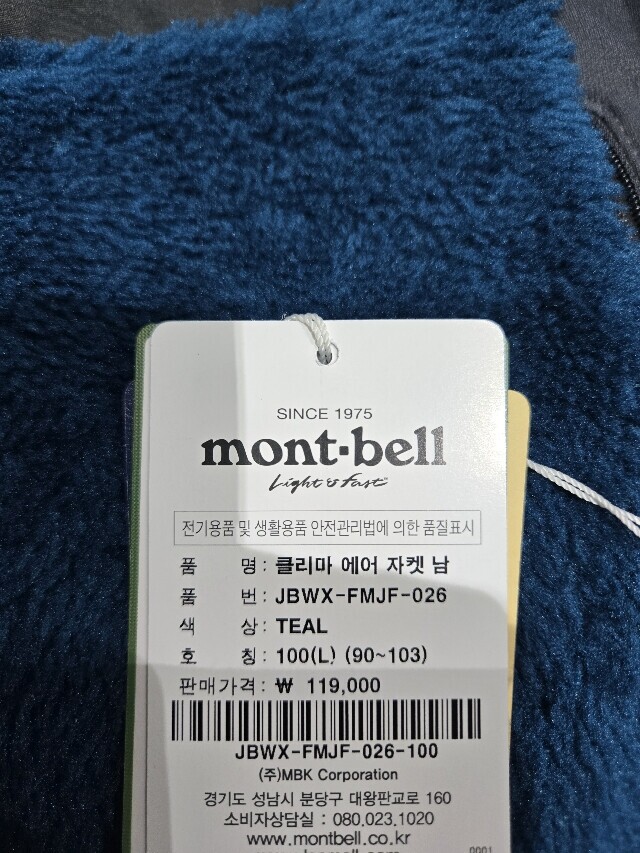 SINCE 1975
mont-bell
Light & Fast
전기용품 및 생활용품 안전관리법에 의한 품질표시
품 명 : 클리마 에어 자켓 남
품 번 : JBWX-FMJF-026
색 상 : TEAL
호 칭 : 100(L) (90~103)
판매가격 : ₩ 119,000
JBWX-FMJF-026-100
(주)MBK Corporation
경기도 성남시 분당구 대왕판교로 160
소비자상담실 : 080.023.1020
www.montbell.co.kr
0001